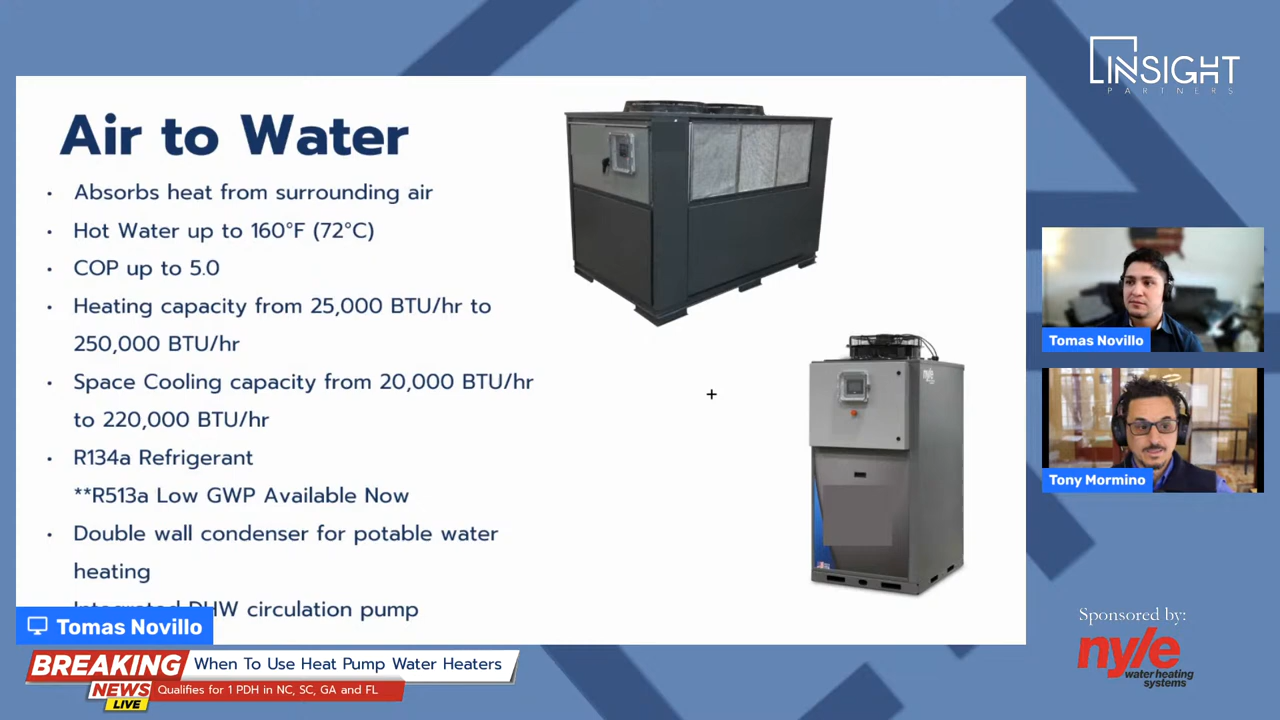 INSIGHT
PARTNERS
Air to Water
• Absorbs heat from surrounding air
• Hot Water up to 160°F (72°C)
• COP up to 5.0
• Heating capacity from 25,000 BTU/hr to
250,000 BTU/hr
• Space Cooling capacity from 20,000 BTU/hr
to 220,000 BTU/hr
• R134a Refrigerant
**R513a Low GWP Available Now
• Double wall condenser for potable water
heating
• Integrated DHW circulation pump
nyle
Tomas Novillo
Tony Mormino
Tomas Novillo
BREAKING
NEWS
LIVE
When To Use Heat Pump Water Heaters
Qualifies for 1 PDH in NC, SC, GA and FL
Sponsored by:
nyle
water heating
systems